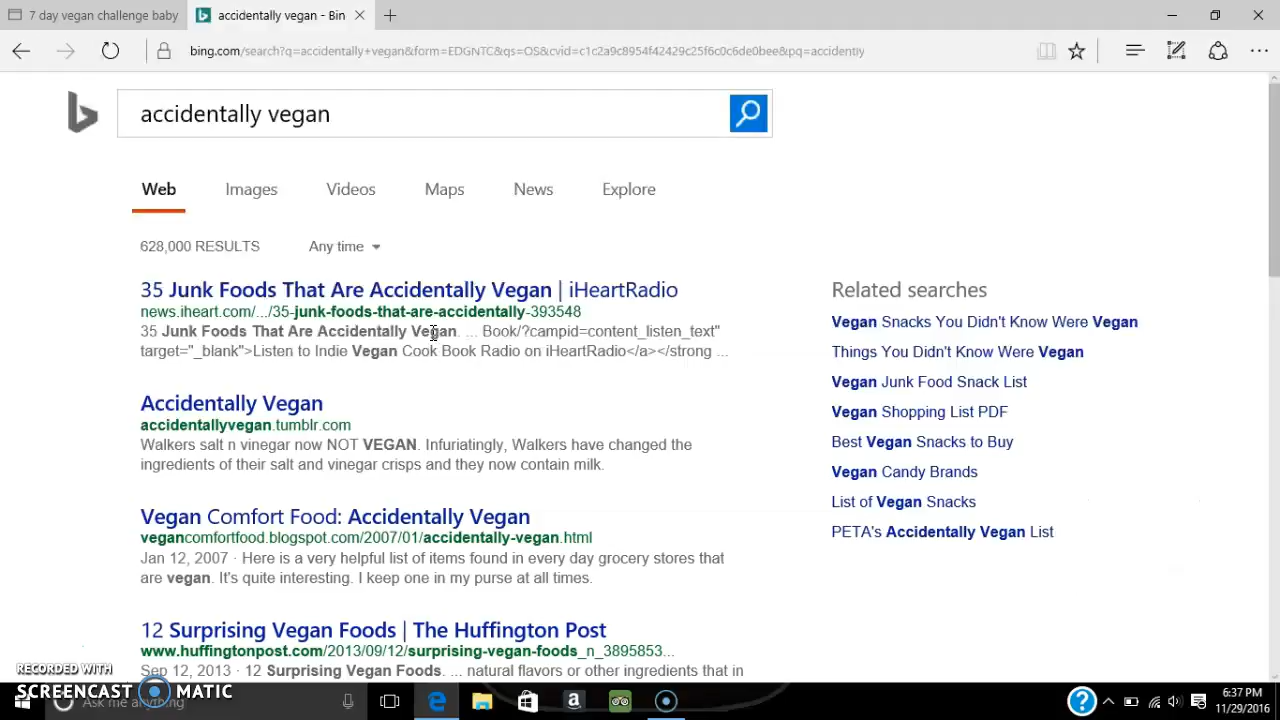 7 day vegan challenge baby
accidentally vegan - Bin
bing.com/search?q=accidentally+vegan&form=EDGNTC&qs=OS&cvid=c1c2a9c8954f42429c25f6c0c6de0bee&pq=accidently
accidentally vegan
Web Images Videos Maps News Explore
628,000 RESULTS Any time
35 Junk Foods That Are Accidentally Vegan | iHeartRadio
news.iheart.com/.../35-junk-foods-that-are-accidentally-393548
35 Junk Foods That Are Accidentally Vegan. ... Book/?campid=content_listen_text"
target="_blank">Listen to Indie Vegan Cook Book Radio on iHeartRadio</a></strong ...
Accidentally Vegan
accidentallyvegan.tumblr.com
Walkers salt n vinegar now NOT VEGAN. Infuriatingly, Walkers have changed the
ingredients of their salt and vinegar crisps and they now contain milk.
Vegan Comfort Food: Accidentally Vegan
vegancomfortfood.blogspot.com/2007/01/accidentally-vegan.html
Jan 12, 2007 · Here is a very helpful list of items found in every day grocery stores that
are vegan. It's quite interesting. I keep one in my purse at all times.
12 Surprising Vegan Foods | The Huffington Post
www.huffingtonpost.com/2013/09/12/surprising-vegan-foods_n_3895853...
Sep 12, 2013 · 12 Surprising Vegan Foods. ... natural flavors or other ingredients that in
Related searches
Vegan Snacks You Didn't Know Were Vegan
Things You Didn't Know Were Vegan
Vegan Junk Food Snack List
Vegan Shopping List PDF
Best Vegan Snacks to Buy
Vegan Candy Brands
List of Vegan Snacks
PETA's Accidentally Vegan List
RECORDED WITH
SCREENCAST MATIC
Ask me anything
6:37 PM
11/29/2016